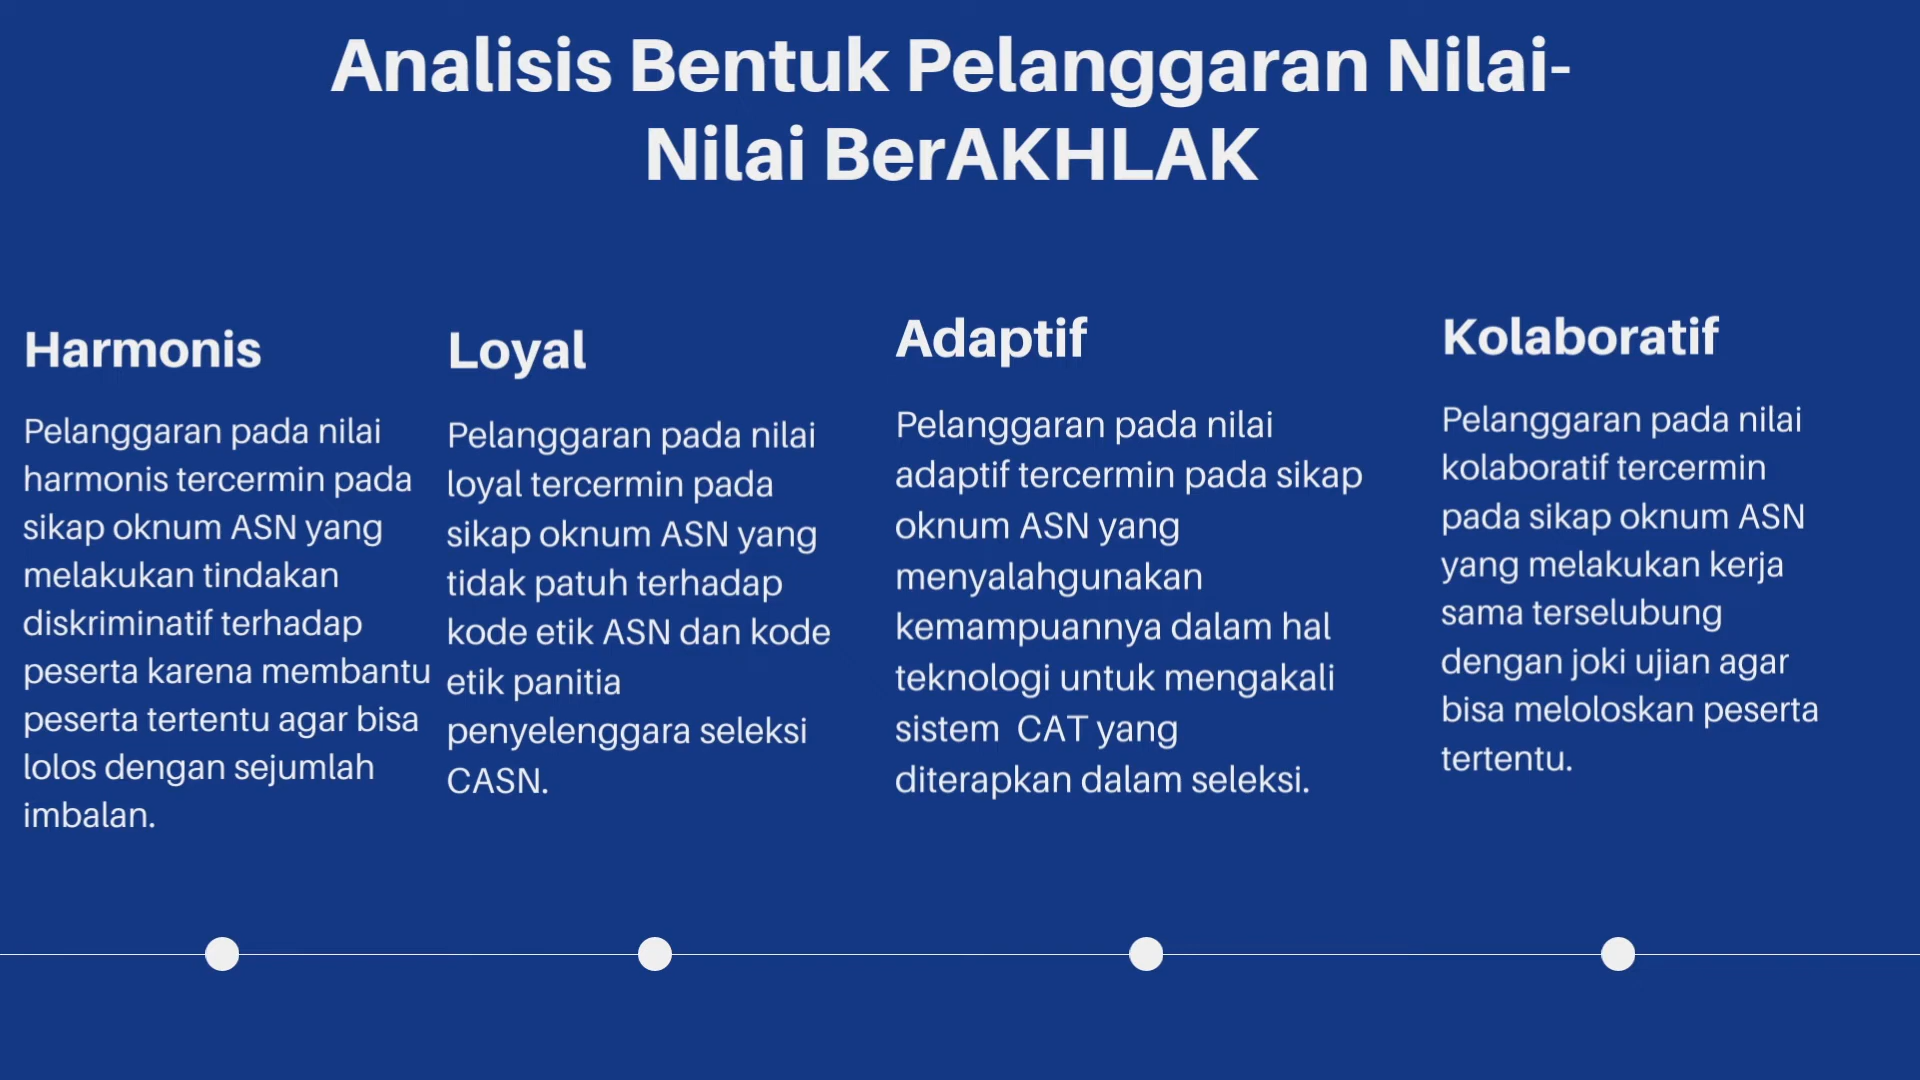 Analisis Bentuk Pelanggaran Nilai-
Nilai BerAKHLAK
Harmonis
Pelanggaran pada nilai
harmonis tercermin pada
sikap oknum ASN yang
melakukan tindakan
diskriminatif terhadap
peserta karena membantu
peserta tertentu agar bisa
lolos dengan sejumlah
imbalan.
Loyal
Pelanggaran pada nilai
loyal tercermin pada
sikap oknum ASN yang
tidak patuh terhadap
kode etik ASN dan kode
etik panitia
penyelenggara seleksi
CASN.
Adaptif
Pelanggaran pada nilai
adaptif tercermin pada sikap
oknum ASN yang
menyalahgunakan
kemampuannya dalam hal
teknologi untuk mengakali
sistem  CAT yang
diterapkan dalam seleksi.
Kolaboratif
Pelanggaran pada nilai
kolaboratif tercermin
pada sikap oknum ASN
yang melakukan kerja
sama terselubung
dengan joki ujian agar
bisa meloloskan peserta
tertentu.